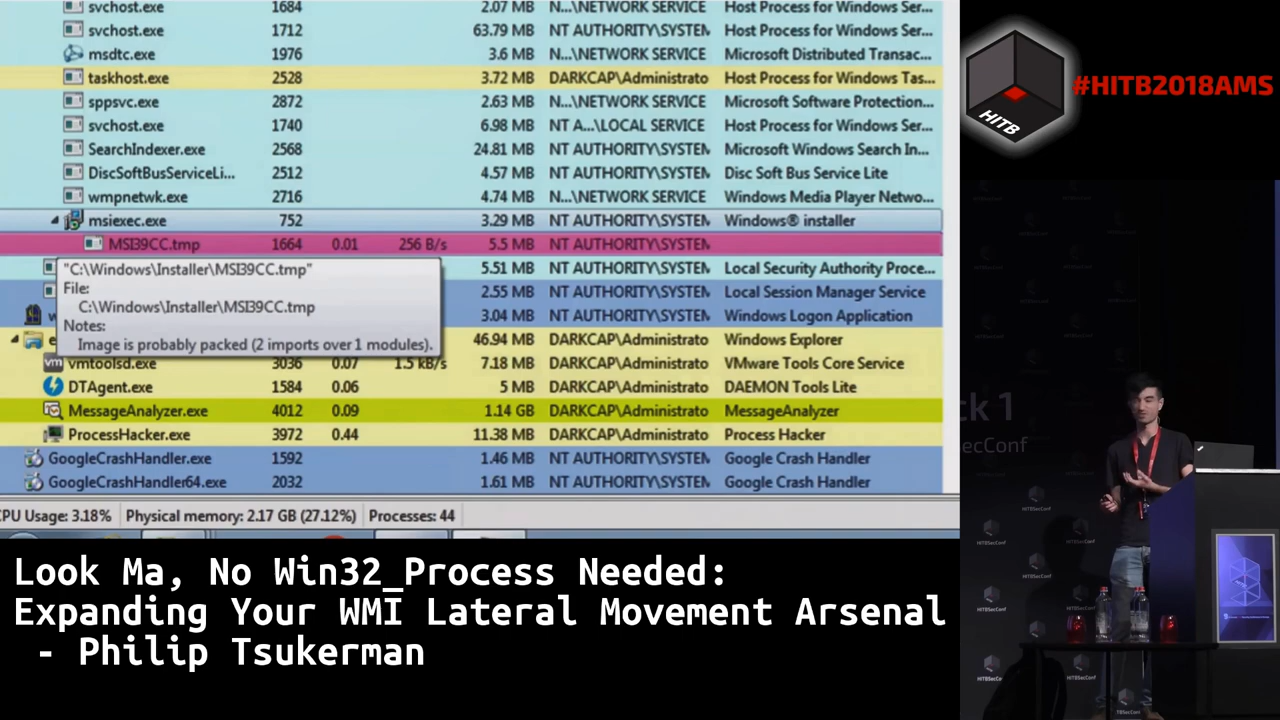 svchost.exe 1684 2.07 MB N...\NETWORK SERVICE Host Process for Windows Ser...
svchost.exe 1712 63.79 MB NT AUTHORITY\SYSTEM Host Process for Windows Ser...
msdtc.exe 1976 3.6 MB N...\NETWORK SERVICE Microsoft Distributed Transac...
taskhost.exe 2528 3.72 MB DARKCAP\Administrato Host Process for Windows Tas...
sppsvc.exe 2872 2.63 MB N...\NETWORK SERVICE Microsoft Software Protection...
svchost.exe 1740 6.98 MB NT A...\LOCAL SERVICE Host Process for Windows Ser...
SearchIndexer.exe 2568 24.81 MB NT AUTHORITY\SYSTEM Microsoft Windows Search In...
DiscSoftBusServiceLi... 2512 4.57 MB NT AUTHORITY\SYSTEM Disc Soft Bus Service Lite
wmpnetwk.exe 2716 4.74 MB N...\NETWORK SERVICE Windows Media Player Netwo...
msiexec.exe 752 3.29 MB NT AUTHORITY\SYSTEM Windows® installer
MSI39CC.tmp 1664 0.01 256 B/s 5.5 MB NT AUTHORITY\SYSTEM
5.51 MB NT AUTHORITY\SYSTEM Local Security Authority Proce...
2.55 MB NT AUTHORITY\SYSTEM Local Session Manager Service
3.04 MB NT AUTHORITY\SYSTEM Windows Logon Application
46.94 MB DARKCAP\Administrato Windows Explorer
"C:\Windows\Installer\MSI39CC.tmp"
File:
C:\Windows\Installer\MSI39CC.tmp
Notes:
Image is probably packed (2 imports over 1 modules).
vm vmtoolsd.exe 3036 0.07 1.5 kB/s 7.18 MB DARKCAP\Administrato VMware Tools Core Service
DTAgent.exe 1584 0.06 5 MB DARKCAP\Administrato DAEMON Tools Lite
MessageAnalyzer.exe 4012 0.09 1.14 GB DARKCAP\Administrato MessageAnalyzer
ProcessHacker.exe 3972 0.44 11.38 MB DARKCAP\Administrato Process Hacker
GoogleCrashHandler.exe 1592 1.46 MB NT AUTHORITY\SYSTEM Google Crash Handler
GoogleCrashHandler64.exe 2032 1.61 MB NT AUTHORITY\SYSTEM Google Crash Handler
CPU Usage: 3.18% Physical memory: 2.17 GB (27.12%) Processes: 44
Look Ma, No Win32_Process Needed:
Expanding Your WMI Lateral Movement Arsenal
- Philip Tsukerman
HITB
#HITB2018AMS
ck 1
SecConf
HITBSecConf
HITBSecConf
HITBSecConf
HITBSecConf
HITBSecConf
HITBSecConf